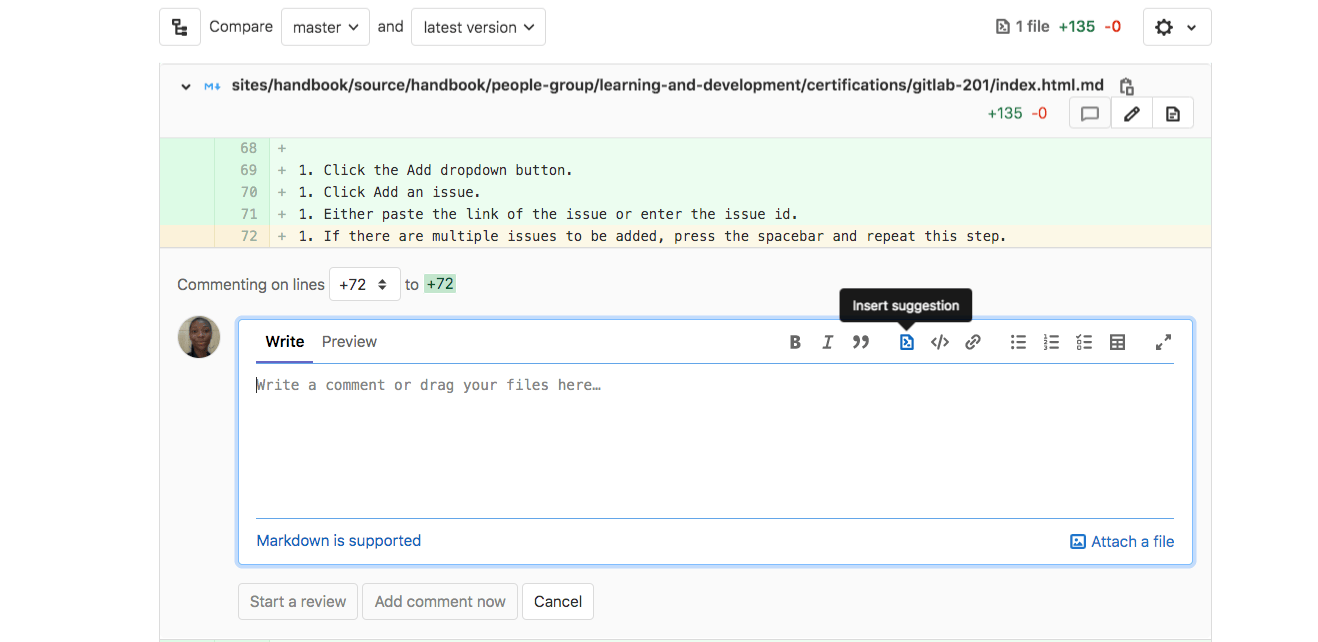 Compare master and latest version 1 file +135 -0
M↓ sites/handbook/source/handbook/people-group/learning-and-development/certifications/gitlab-201/index.html.md
+135 -0
68 +
69 + 1. Click the Add dropdown button.
70 + 1. Click Add an issue.
71 + 1. Either paste the link of the issue or enter the issue id.
72 + 1. If there are multiple issues to be added, press the spacebar and repeat this step.
Commenting on lines +72 to +72
Insert suggestion
Write Preview B I
Write a comment or drag your files here…
Markdown is supported Attach a file
Start a review Add comment now Cancel